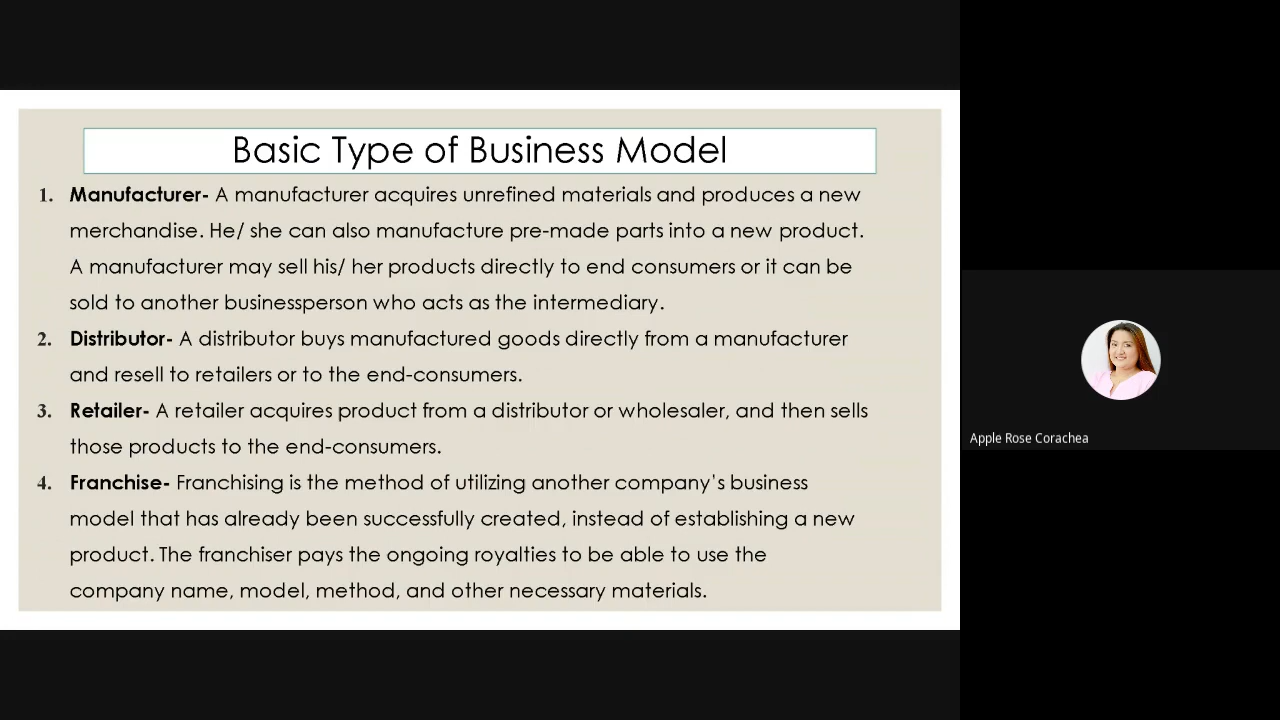 Basic Type of Business Model
1. Manufacturer- A manufacturer acquires unrefined materials and produces a new
merchandise. He/ she can also manufacture pre-made parts into a new product.
A manufacturer may sell his/ her products directly to end consumers or it can be
sold to another businessperson who acts as the intermediary.
2. Distributor- A distributor buys manufactured goods directly from a manufacturer
and resell to retailers or to the end-consumers.
3. Retailer- A retailer acquires product from a distributor or wholesaler, and then sells
those products to the end-consumers.
4. Franchise- Franchising is the method of utilizing another company's business
model that has already been successfully created, instead of establishing a new
product. The franchiser pays the ongoing royalties to be able to use the
company name, model, method, and other necessary materials.
Apple Rose Corachea